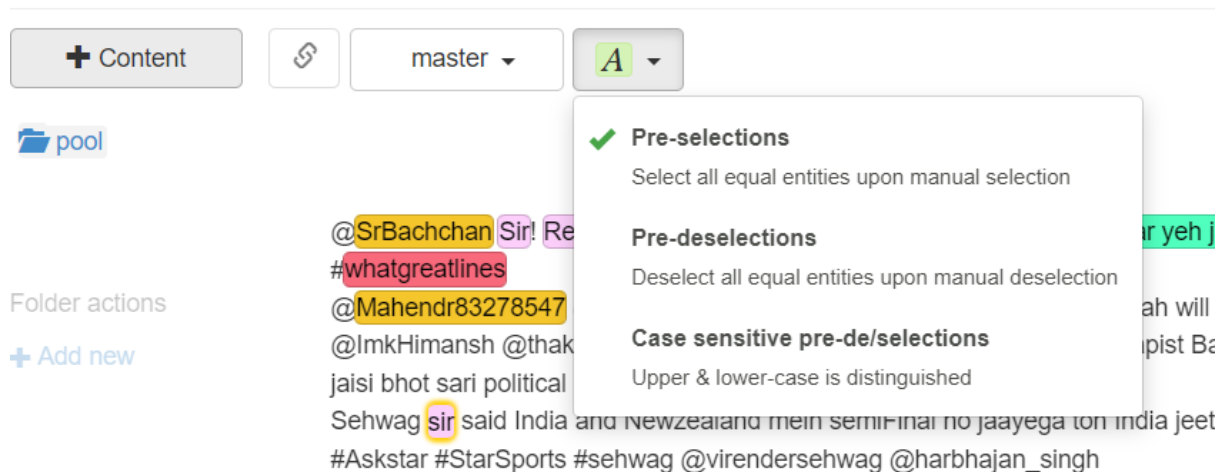 Content
master
A
pool
Pre-selections
Select all equal entities upon manual selection
Pre-deselections
Deselect all equal entities upon manual deselection
Case sensitive pre-de/selections
Upper & lower-case is distinguished
Folder actions
Add new
@SrBachchan Sir! Re ar yeh j
#whatgreatlines
@Mahendr83278547 ah will
@ImkHimansh @thak pist Ba
jaisi bhot sari political
Sehwag sir said India and Newzealand mein semiFinal ho jaayega toh India jeet
#Askstar #StarSports #sehwag @virendersehwag @harbhajan_singh